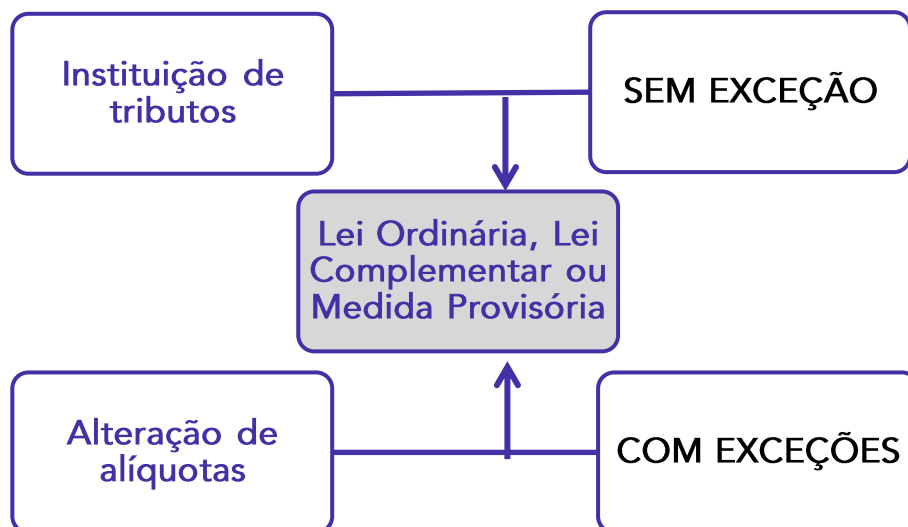 Instituição de
tributos
SEM EXCEÇÃO
Lei Ordinária, Lei
Complementar ou
Medida Provisória
Alteração de
alíquotas
COM EXCEÇÕES